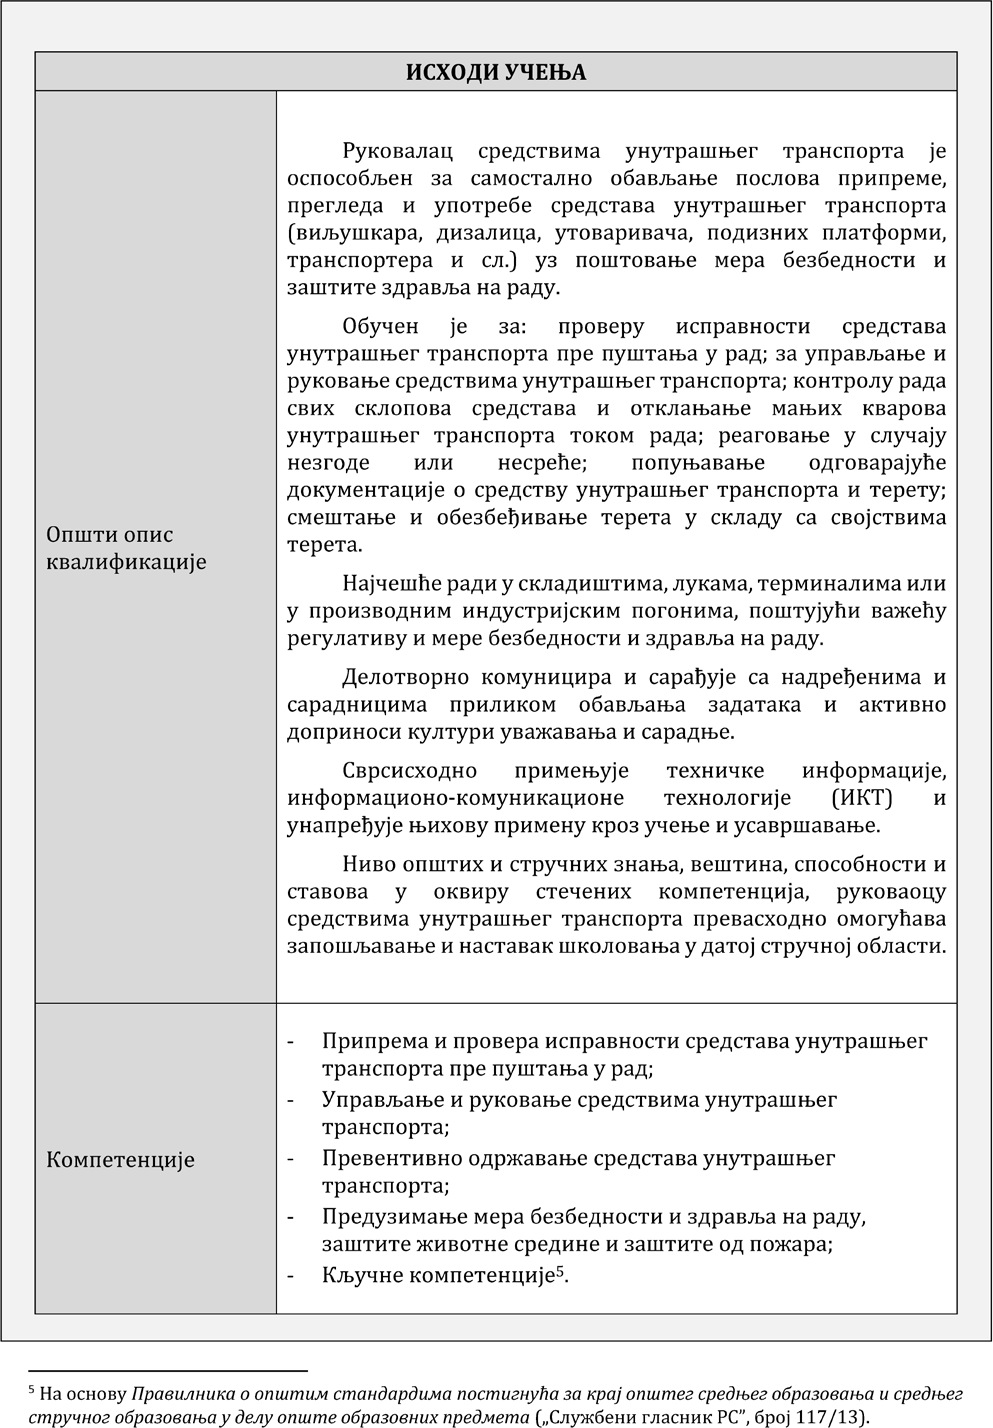 ИСХОДИ УЧЕЊА
Општи опис
квалификације
Руковалац средствима унутрашњег транспорта је
оспособљен за самостално обављање послова припреме,
прегледа и употребе средстава унутрашњег транспорта
(виљушкара, дизалица, утоваривача, подизних платформи,
транспортера и сл.) уз поштовање мера безбедности и
заштите здравља на раду.
Обучен је за: проверу исправности средстава
унутрашњег транспорта пре пуштања у рад; за управљање и
руковање средствима унутрашњег транспорта; контролу рада
свих склопова средстава и отклањање мањих кварова
унутрашњег транспорта током рада; реаговање у случају
незгоде или несреће; попуњавање одговарајуће
документације о средству унутрашњег транспорта и терету;
смештање и обезбеђивање терета у складу са својствима
терета.
Најчешће ради у складиштима, лукама, терминалима или
у производним индустријским погонима, поштујући важећу
регулативу и мере безбедности и здравља на раду.
Делотворно комуницира и сарађује са надређенима и
сарадницима приликом обављања задатака и активно
доприноси култури уважавања и сарадње.
Сврсисходно примењује техничке информације,
информационо-комуникационе технологије (ИКТ) и
унапређује њихову примену кроз учење и усавршавање.
Ниво општих и стручних знања, вештина, способности и
ставова у оквиру стечених компетенција, руковаоцу
средствима унутрашњег транспорта превасходно омогућава
запошљавање и наставак школовања у датој стручној области.
Компетенције
- Припрема и провера исправности средстава унутрашњег
транспорта пре пуштања у рад;
- Управљање и руковање средствима унутрашњег
транспорта;
- Превентивно одржавање средстава унутрашњег
транспорта;
- Предузимање мера безбедности и здравља на раду,
заштите животне средине и заштите од пожара;
- Кључне компетенције⁵.
⁵ На основу Правилника о општим стандардима постигнућа за крај општег средњег образовања и средњег
стручног образовања у делу опште образовних предмета („Службени гласник РС”, број 117/13).